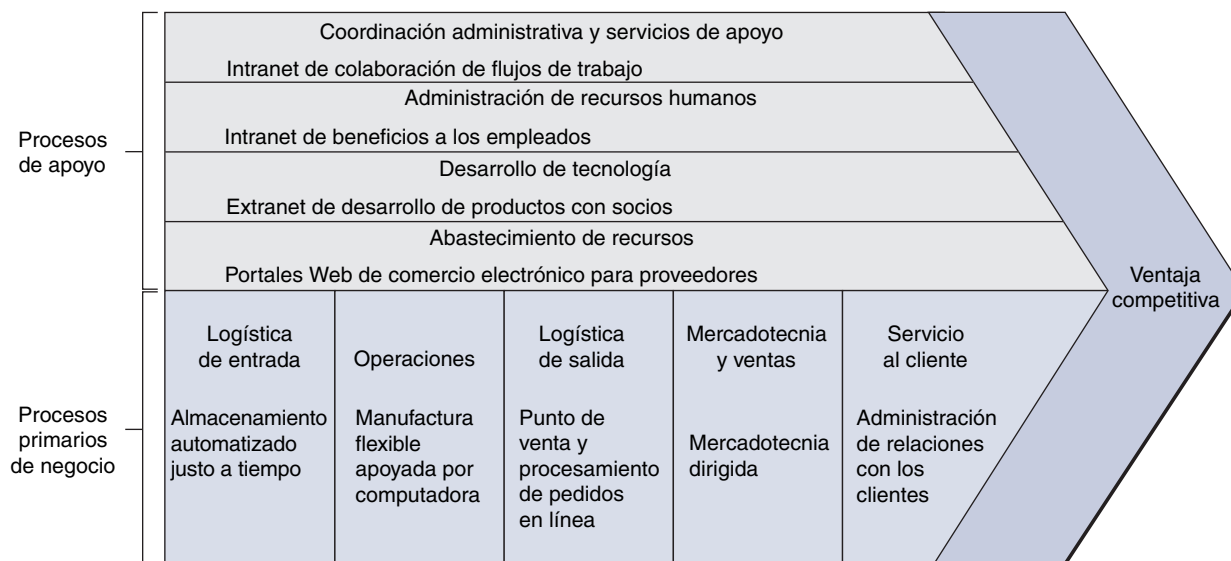 Procesos
de apoyo
Coordinación administrativa y servicios de apoyo
Intranet de colaboración de flujos de trabajo
Administración de recursos humanos
Intranet de beneficios a los empleados
Desarrollo de tecnología
Extranet de desarrollo de productos con socios
Abastecimiento de recursos
Portales Web de comercio electrónico para proveedores
Procesos
primarios
de negocio
Logística
de entrada
Almacenamiento
automatizado
justo a tiempo
Operaciones
Manufactura
flexible
apoyada por
computadora
Logística
de salida
Punto de
venta y
procesamiento
de pedidos
en línea
Mercadotecnia
y ventas
Mercadotecnia
dirigida
Servicio
al cliente
Administración
de relaciones
con los
clientes
Ventaja
competitiva